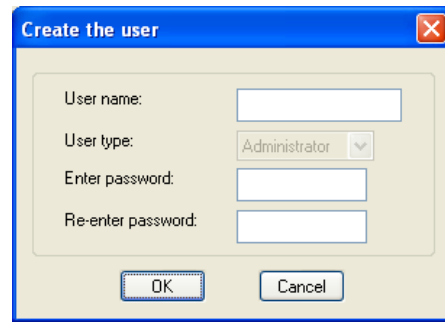 Create the user
User name:
User type: Administrator
Enter password:
Re-enter password:
OK Cancel